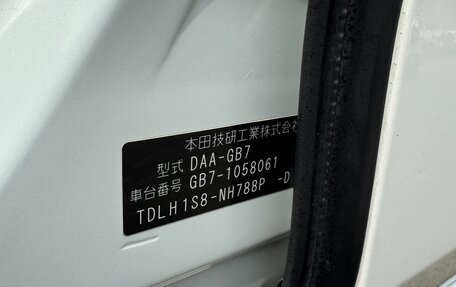 本田技研工業株式会
型式 DAA-GB7
車台番号 GB7-1058061
TDLH1S8-NH788P -D